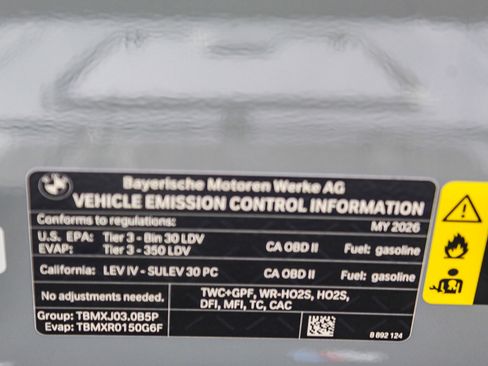 Bayerische Motoren Werke AG
VEHICLE EMISSION CONTROL INFORMATION
Conforms to regulations: MY 2026
U.S. EPA: Tier 3 - Bin 30 LDV CA OBD II Fuel: gasoline
EVAP: Tier 3 - 350 LDV
California: LEV IV - SULEV 30 PC CA OBD II Fuel: gasoline
No adjustments needed. TWC+GPF, WR-HO2S, HO2S,
DFI, MFI, TC, CAC
Group: TBMXJ03.0B5P
Evap: TBMXR0150G6F
8 892 124